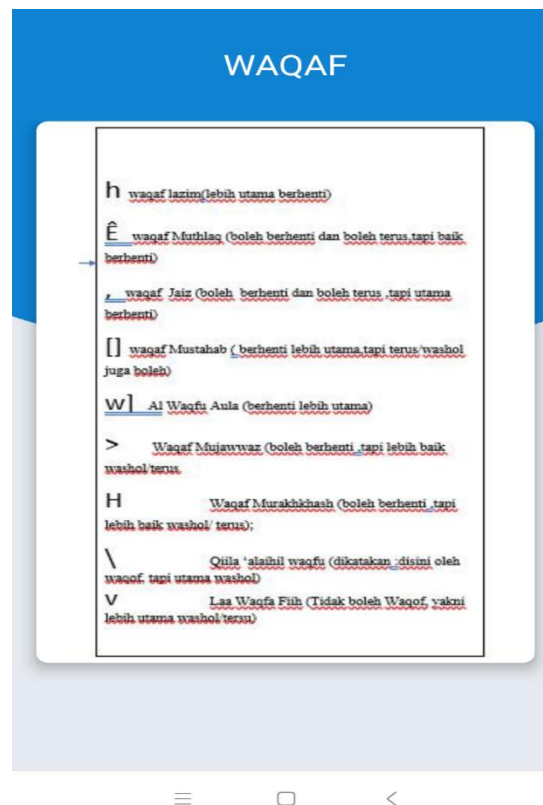 WAQAF
h waqaf lazim(lebih utama berhenti)
Ê waqaf Muthlaq (boleh berhenti dan boleh terus,tapi baik
berhenti)
, waqaf Jaiz (boleh berhenti dan boleh terus ,tapi utama
berhenti)
[] waqaf Mustahab ( berhenti lebih utama,tapi terus/washol
juga boleh)
w] Al Waqfu Aula (berhenti lebih utama)
> Waqaf Mujawwaz (boleh berhenti ,tapi lebih baik
washol/terus
H Waqaf Murakhkhash (boleh berhenti ,tapi
lebih baik washol/ terus);
\ Qiila ‘alaihil waqfu (dikatakan ;disini oleh
waqof, tapi utama washol)
v Laa Waqfa Fiih (Tidak boleh Waqof, yakni
lebih utama washol/tersu)